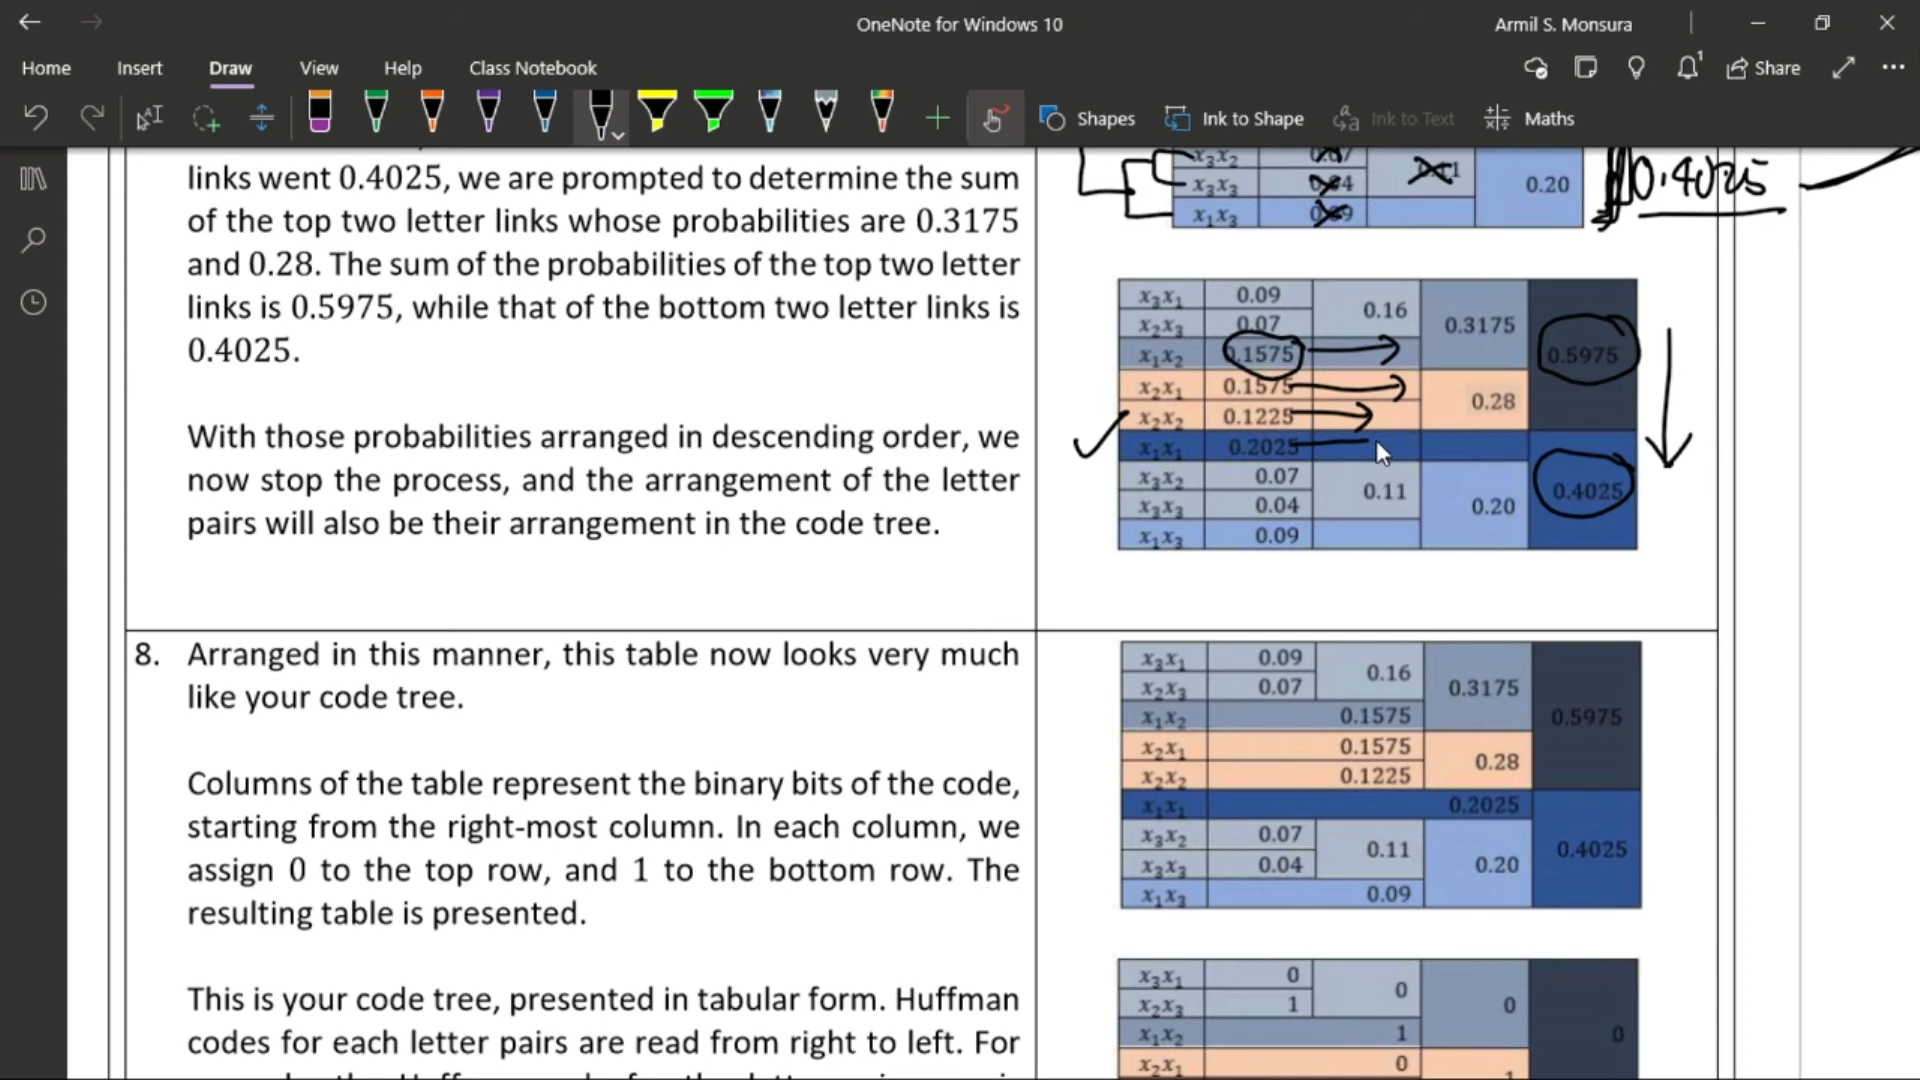 OneNote for Windows 10
Armil S. Monsura
Home Insert Draw View Help Class Notebook
Share
Shapes Ink to Shape Ink to Text Maths
links went 0.4025, we are prompted to determine the sum
of the top two letter links whose probabilities are 0.3175
and 0.28. The sum of the probabilities of the top two letter
links is 0.5975, while that of the bottom two letter links is
0.4025.
With those probabilities arranged in descending order, we
now stop the process, and the arrangement of the letter
pairs will also be their arrangement in the code tree.
x₃x₂ 0.07
x₃x₃ 0.04 0.11 0.20 0.4025
x₁x₃ 0.09
x₃x₁ 0.09 0.16 0.3175 0.5975
x₂x₃ 0.07
x₁x₂ 0.1575
x₂x₁ 0.1575 0.28
x₂x₂ 0.1225
x₁x₁ 0.2025 0.4025
x₃x₂ 0.07 0.11 0.20
x₃x₃ 0.04
x₁x₃ 0.09
8. Arranged in this manner, this table now looks very much
like your code tree.
Columns of the table represent the binary bits of the code,
starting from the right-most column. In each column, we
assign 0 to the top row, and 1 to the bottom row. The
resulting table is presented.
This is your code tree, presented in tabular form. Huffman
codes for each letter pairs are read from right to left. For
x₃x₁ 0.09 0.16 0.3175 0.5975
x₂x₃ 0.07
x₁x₂ 0.1575
x₂x₁ 0.1575 0.28
x₂x₂ 0.1225
x₁x₁ 0.2025 0.4025
x₃x₂ 0.07 0.11 0.20
x₃x₃ 0.04
x₁x₃ 0.09
x₃x₁ 0 0 0 0
x₂x₃ 1
x₁x₂ 1
x₂x₁ 0 1